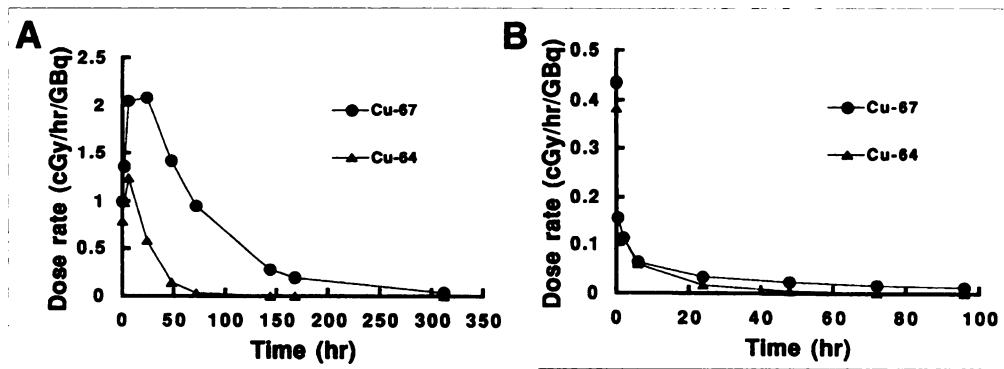 A
Dose rate (cGy/hr/GBq)
2.5
2
1.5
1
0.5
0
Cu-67
Cu-64
0 50 100 150 200 250 300 350
Time (hr)
B
Dose rate (cGy/hr/GBq)
0.5
0.4
0.3
0.2
0.1
0
Cu-67
Cu-64
0 20 40 60 80 100
Time (hr)